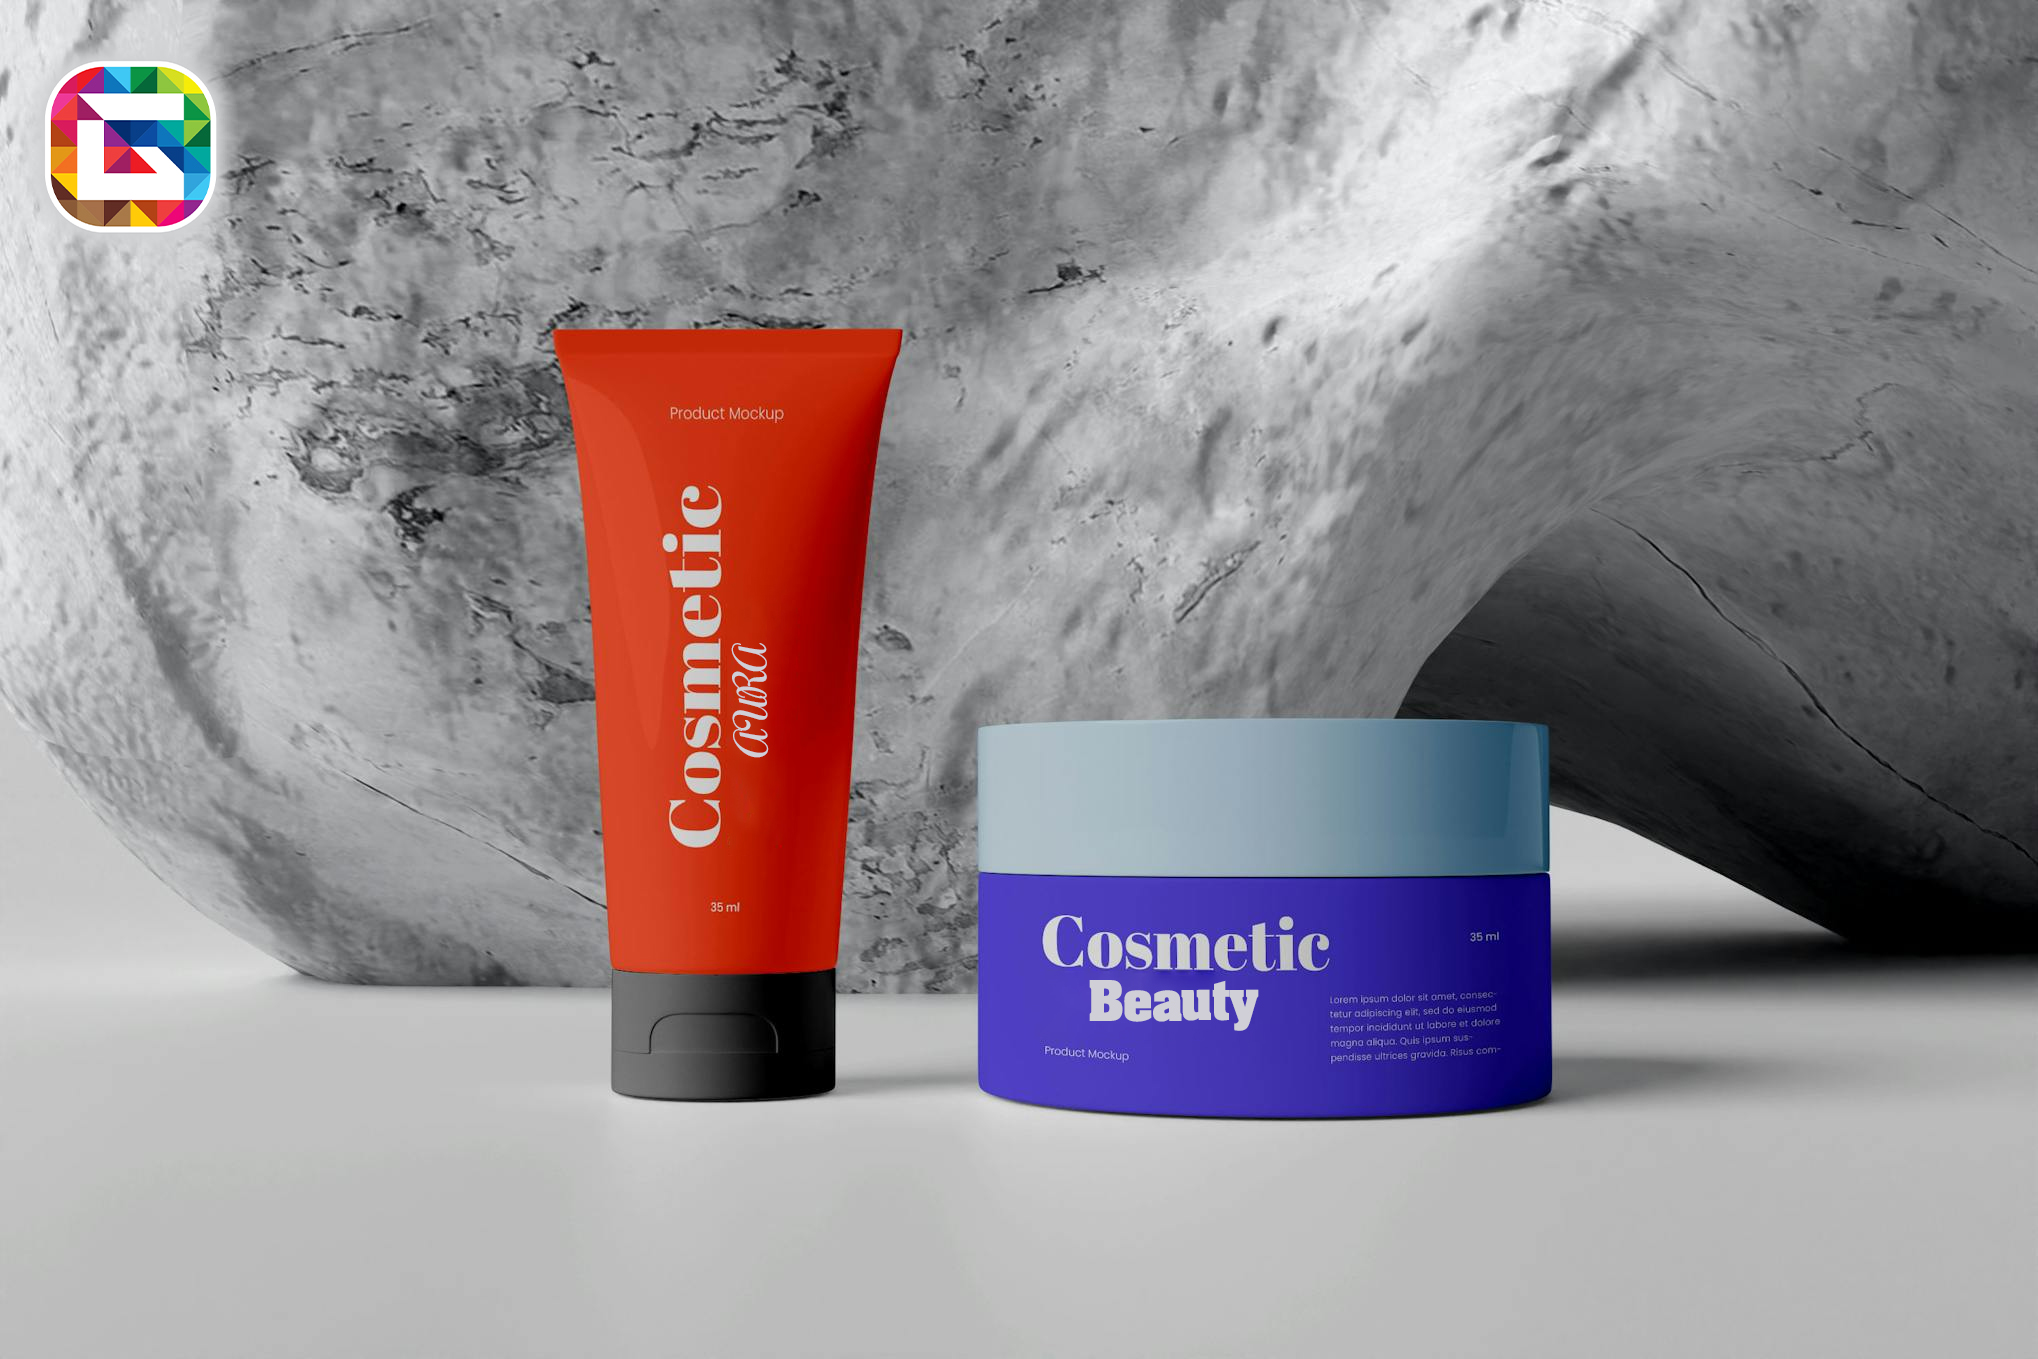 Product Mockup
Cosmetic
aura
35 ml
Cosmetic
Beauty
35 ml
Lorem ipsum dolor sit amet, consec-
tetur adipiscing elit, sed do eiusmod
tempor incididunt ut labore et dolore
magna aliqua. Quis ipsum sus-
pendisse ultrices gravida. Risus com-
Product Mockup